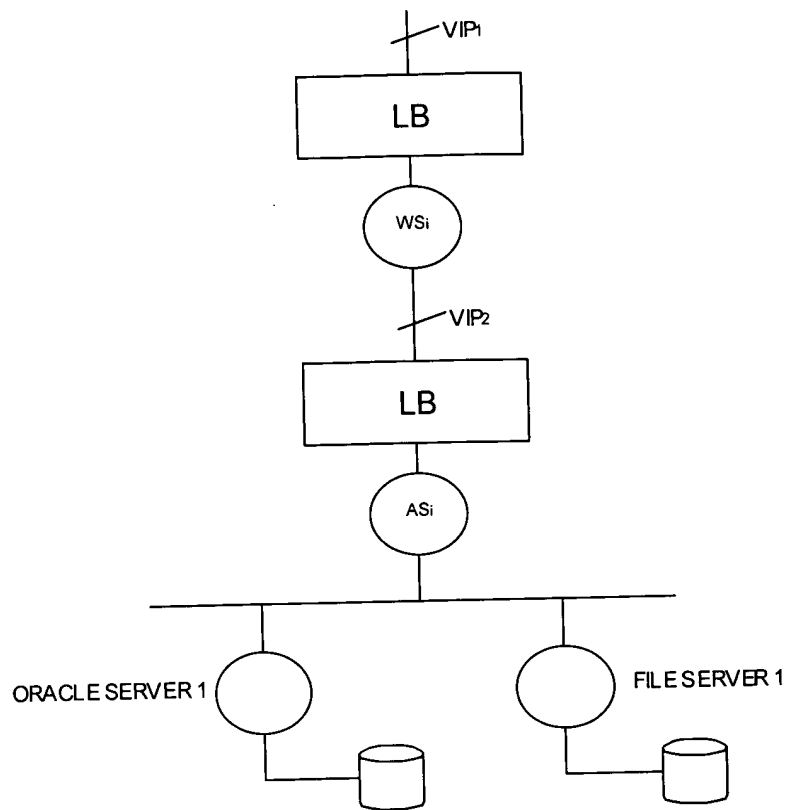 VIP1
LB
WSi
VIP2
LB
ASi
ORACLE SERVER 1
FILE SERVER 1